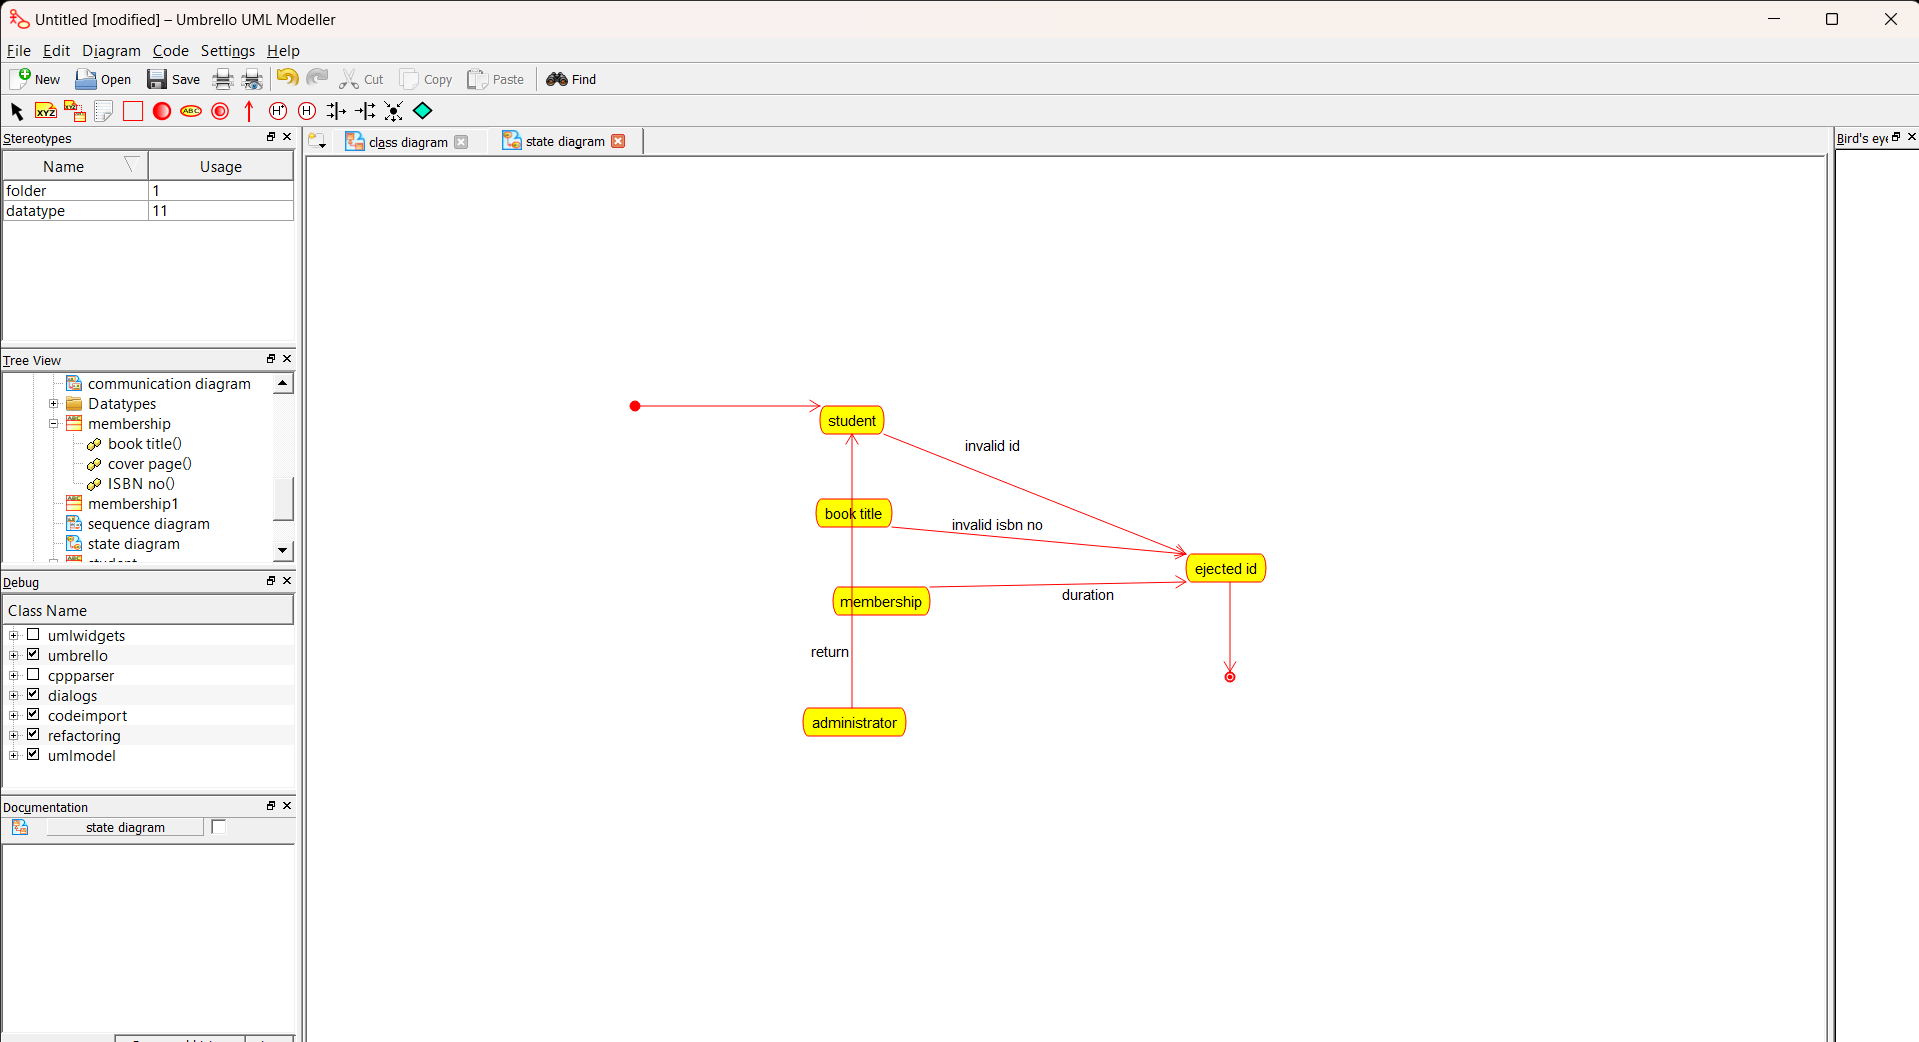 Untitled [modified] – Umbrello UML Modeller
File Edit Diagram Code Settings Help
New Open Save Cut Copy Paste Find
XYZ XYZ ABC H* H
Stereotypes
Name Usage
folder 1
datatype 11
Tree View
communication diagram
Datatypes
membership
book title()
cover page()
ISBN no()
membership1
sequence diagram
state diagram
Debug
Class Name
umlwidgets
umbrello
cppparser
dialogs
codeimport
refactoring
umlmodel
Documentation
state diagram
class diagram state diagram
student
invalid id
book title
invalid isbn no
ejected id
membership
duration
return
administrator
Bird's eye